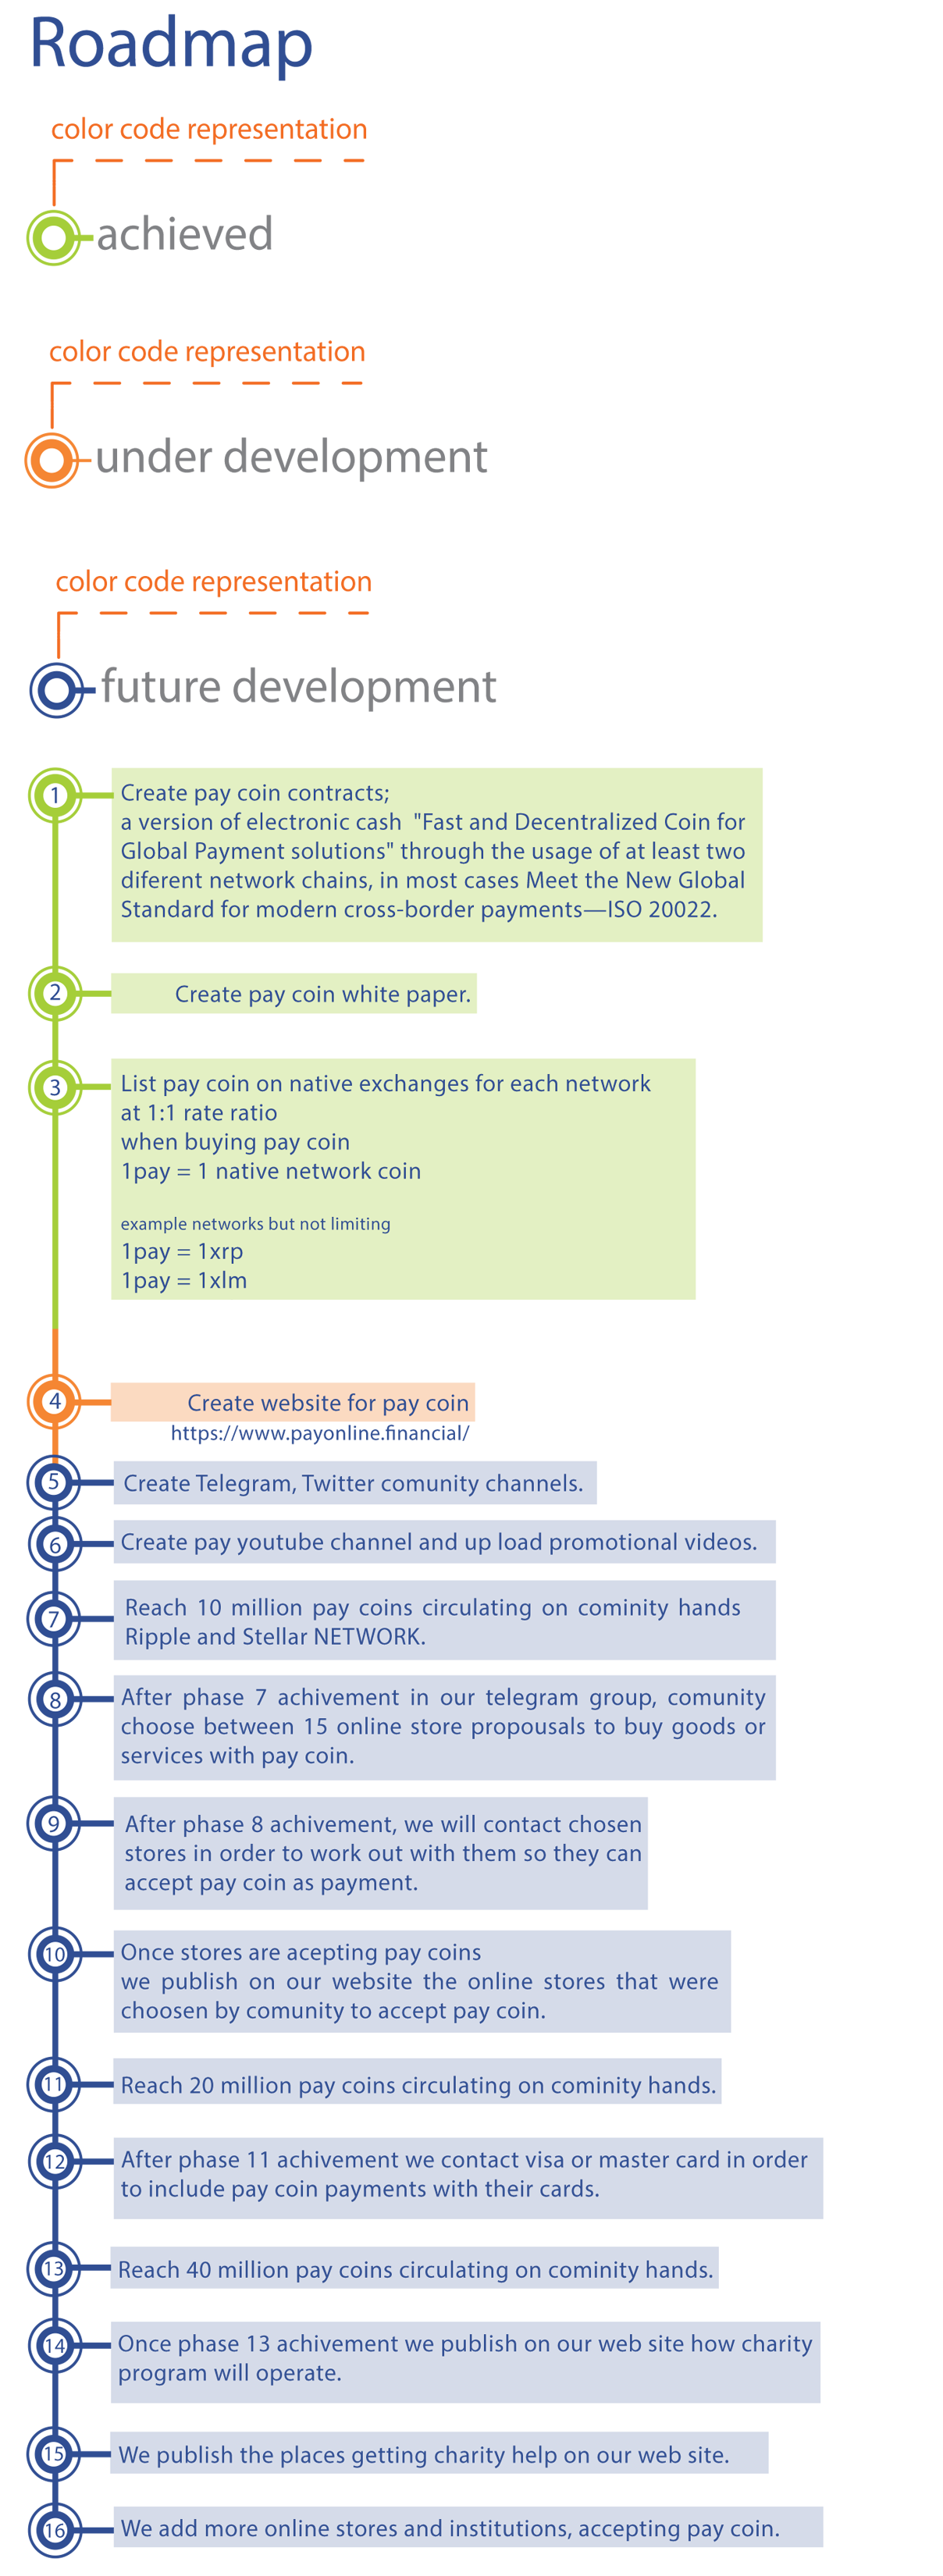 Roadmap
color code representation
achieved
color code representation
under development
color code representation
future development
1
Create pay coin contracts;
a version of electronic cash "Fast and Decentralized Coin for
Global Payment solutions" through the usage of at least two
diferent network chains, in most cases Meet the New Global
Standard for modern cross-border payments—ISO 20022.
2
Create pay coin white paper.
3
List pay coin on native exchanges for each network
at 1:1 rate ratio
when buying pay coin
1pay = 1 native network coin
example networks but not limiting
1pay = 1xrp
1pay = 1xlm
4
Create website for pay coin
https://www.payonline.financial/
5
Create Telegram, Twitter comunity channels.
6
Create pay youtube channel and up load promotional videos.
7
Reach 10 million pay coins circulating on cominity hands
Ripple and Stellar NETWORK.
8
After phase 7 achivement in our telegram group, comunity
choose between 15 online store propousals to buy goods or
services with pay coin.
9
After phase 8 achivement, we will contact chosen
stores in order to work out with them so they can
accept pay coin as payment.
10
Once stores are acepting pay coins
we publish on our website the online stores that were
choosen by comunity to accept pay coin.
11
Reach 20 million pay coins circulating on cominity hands.
12
After phase 11 achivement we contact visa or master card in order
to include pay coin payments with their cards.
13
Reach 40 million pay coins circulating on cominity hands.
14
Once phase 13 achivement we publish on our web site how charity
program will operate.
15
We publish the places getting charity help on our web site.
16
We add more online stores and institutions, accepting pay coin.